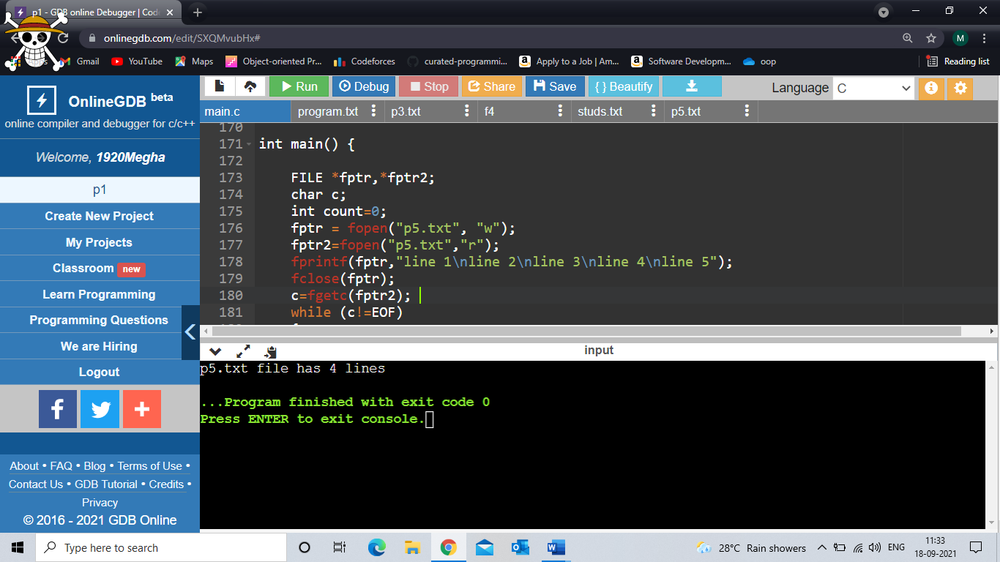 p1 - GDB online Debugger | Cod
onlinegdb.com/edit/SXQMvubHx#
M
Apps
Gmail
YouTube
Maps
Object-oriented Pr...
Codeforces
curated-programmi...
Apply to a Job | Am...
Software Developm...
oop
Reading list
OnlineGDB beta
online compiler and debugger for c/c++
Welcome, 1920Megha
p1
Create New Project
My Projects
Classroom new
Learn Programming
Programming Questions
We are Hiring
Logout
About • FAQ • Blog • Terms of Use •
Contact Us • GDB Tutorial • Credits •
Privacy
© 2016 - 2021 GDB Online
Run Debug Stop Share Save { } Beautify
Language C
main.c program.txt p3.txt f4 studs.txt p5.txt
170
171 int main() {
172
173 FILE *fptr,*fptr2;
174 char c;
175 int count=0;
176 fptr = fopen("p5.txt", "w");
177 fptr2=fopen("p5.txt","r");
178 fprintf(fptr,"line 1\nline 2\nline 3\nline 4\nline 5");
179 fclose(fptr);
180 c=fgetc(fptr2);
181 while (c!=EOF)
input
p5.txt file has 4 lines
...Program finished with exit code 0
Press ENTER to exit console.
Type here to search
28°C Rain showers
ENG
11:33
18-09-2021